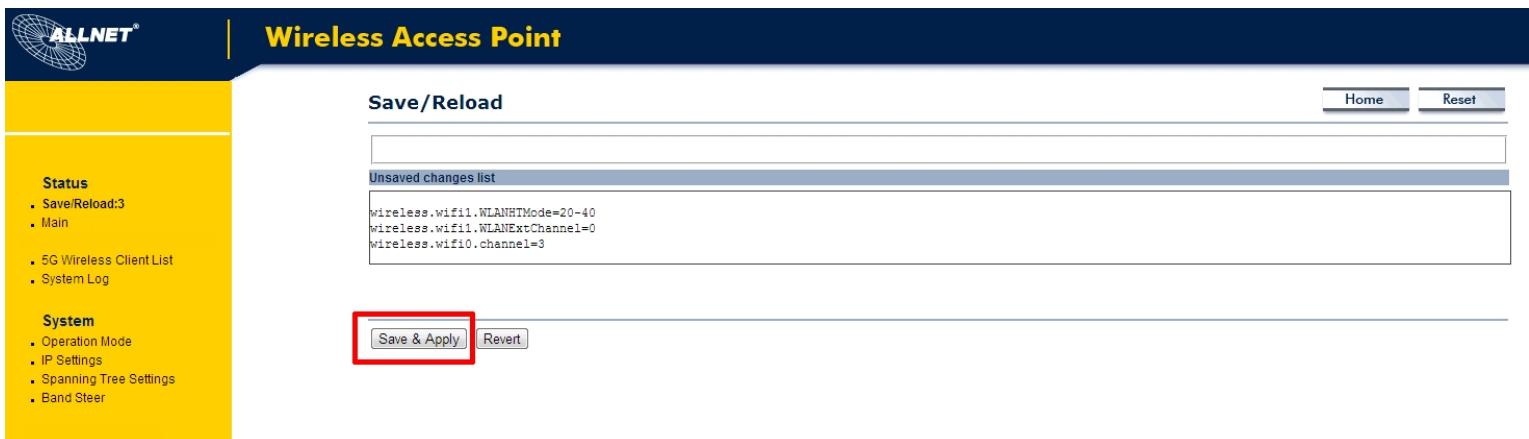 ALLNET®
Wireless Access Point
Save/Reload
Home
Reset
Unsaved changes list
wireless.wifi1.WLANHTMode=20-40
wireless.wifi1.WLANExtChannel=0
wireless.wifi0.channel=3
Save & Apply
Revert
Status
Save/Reload:3
Main
5G Wireless Client List
System Log
System
Operation Mode
IP Settings
Spanning Tree Settings
Band Steer